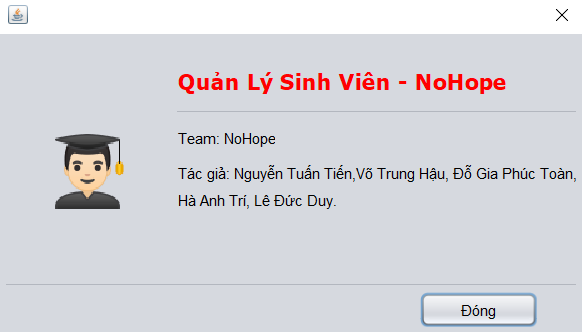 Quản Lý Sinh Viên - NoHope
Team: NoHope
Tác giả: Nguyễn Tuấn Tiến,Võ Trung Hậu, Đỗ Gia Phúc Toàn,
Hà Anh Trí, Lê Đức Duy.
Đóng